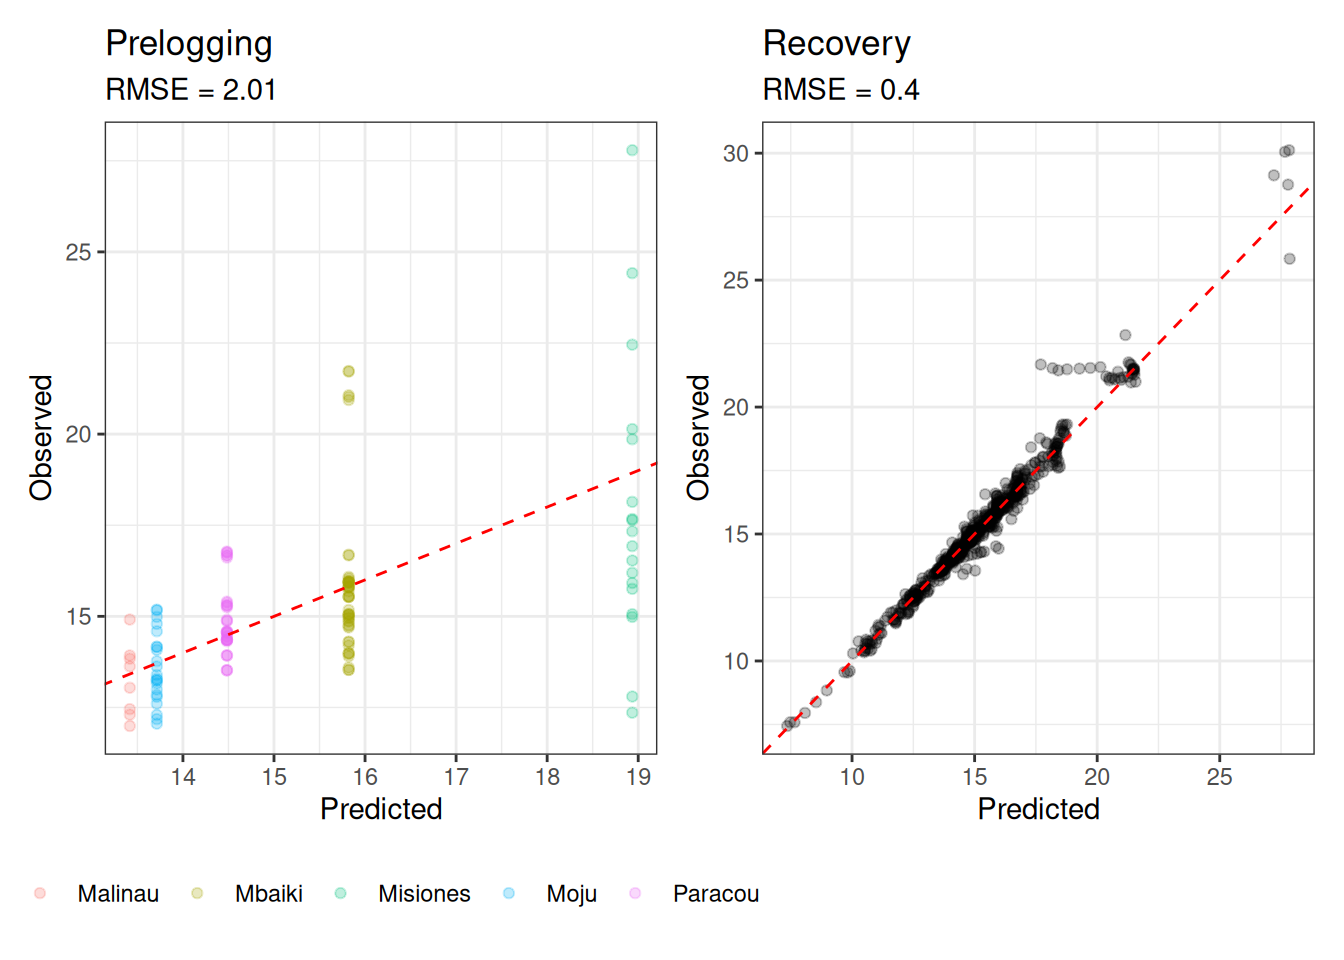 Prelogging
RMSE = 2.01
25
20
15
14 15 16 17 18 19
Predicted
Observed
Recovery
RMSE = 0.4
30
25
20
15
10
10 15 20 25
Predicted
Observed
Malinau Mbaiki Misiones Moju Paracou